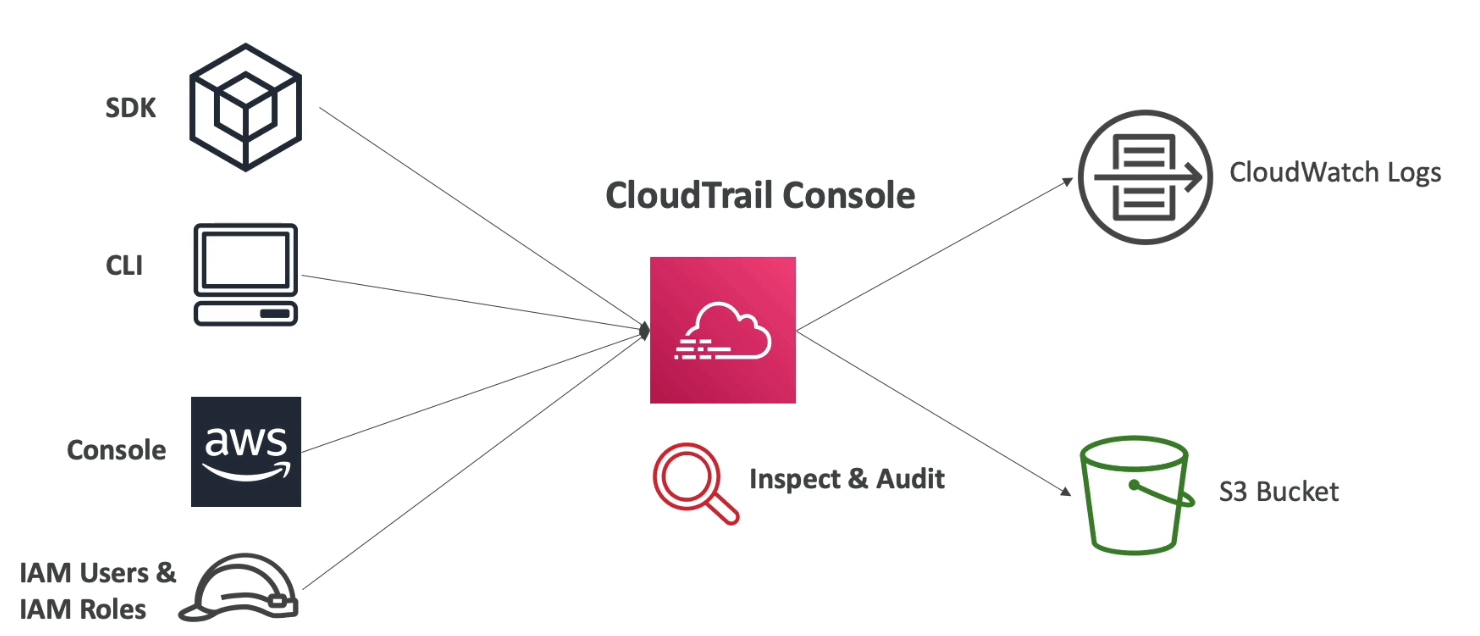 SDK
CLI
Console
aws
IAM Users &
IAM Roles
CloudTrail Console
Inspect & Audit
CloudWatch Logs
S3 Bucket